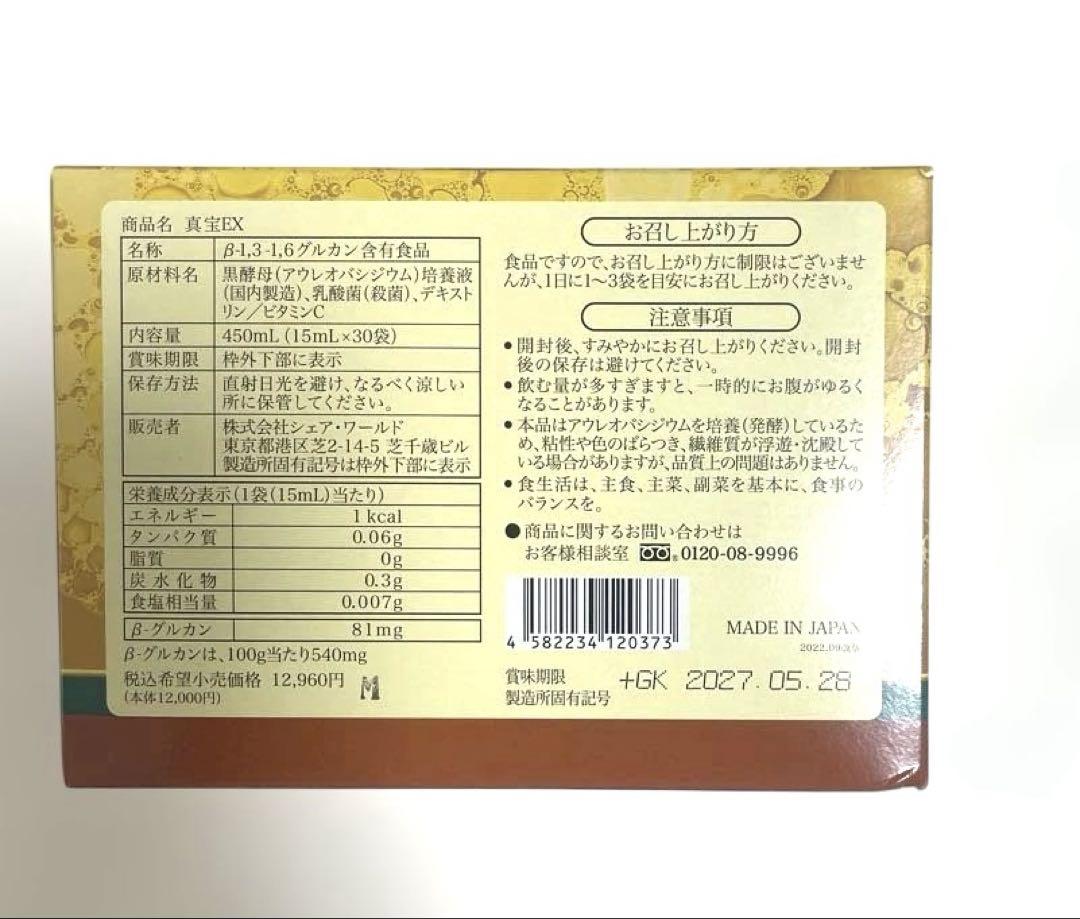 商品名 真宝EX
名称 β-1,3-1,6グルカン含有食品
原材料名 黒酵母(アウレオバシジウム)培養液
(国内製造)、乳酸菌(殺菌)、デキスト
リン/ビタミンC
内容量 450mL(15mL×30袋)
賞味期限 枠外下部に表示
保存方法 直射日光を避け、なるべく涼しい
所に保管してください。
販売者 株式会社シェア・ワールド
東京都港区芝2-14-5 芝千歳ビル
製造所固有記号は枠外下部に表示
栄養成分表示(1袋(15mL)当たり)
エネルギー 1kcal
タンパク質 0.06g
脂質 0g
炭水化物 0.3g
食塩相当量 0.007g
β-グルカン 81mg
β-グルカンは、100g当たり540mg
税込希望小売価格 12,960円
(本体12,000円)
お召し上がり方
食品ですので、お召し上がり方に制限はございませ
んが、1日に1〜3袋を目安にお召し上がりください。
注意事項
●開封後、すみやかにお召し上がりください。開封
後の保存は避けてください。
●飲む量が多すぎますと、一時的にお腹がゆるく
なることがあります。
●本品はアウレオバシジウムを培養(発酵)しているた
め、粘性や色のばらつき、繊維質が浮遊・沈殿して
いる場合がありますが、品質上の問題はありません。
●食生活は、主食、主菜、副菜を基本に、食事の
バランスを。
●商品に関するお問い合わせは
お客様相談室 0120-08-9996
4 582234 120373
MADE IN JAPAN
賞味期限 +GK 2027.05.28
製造所固有記号